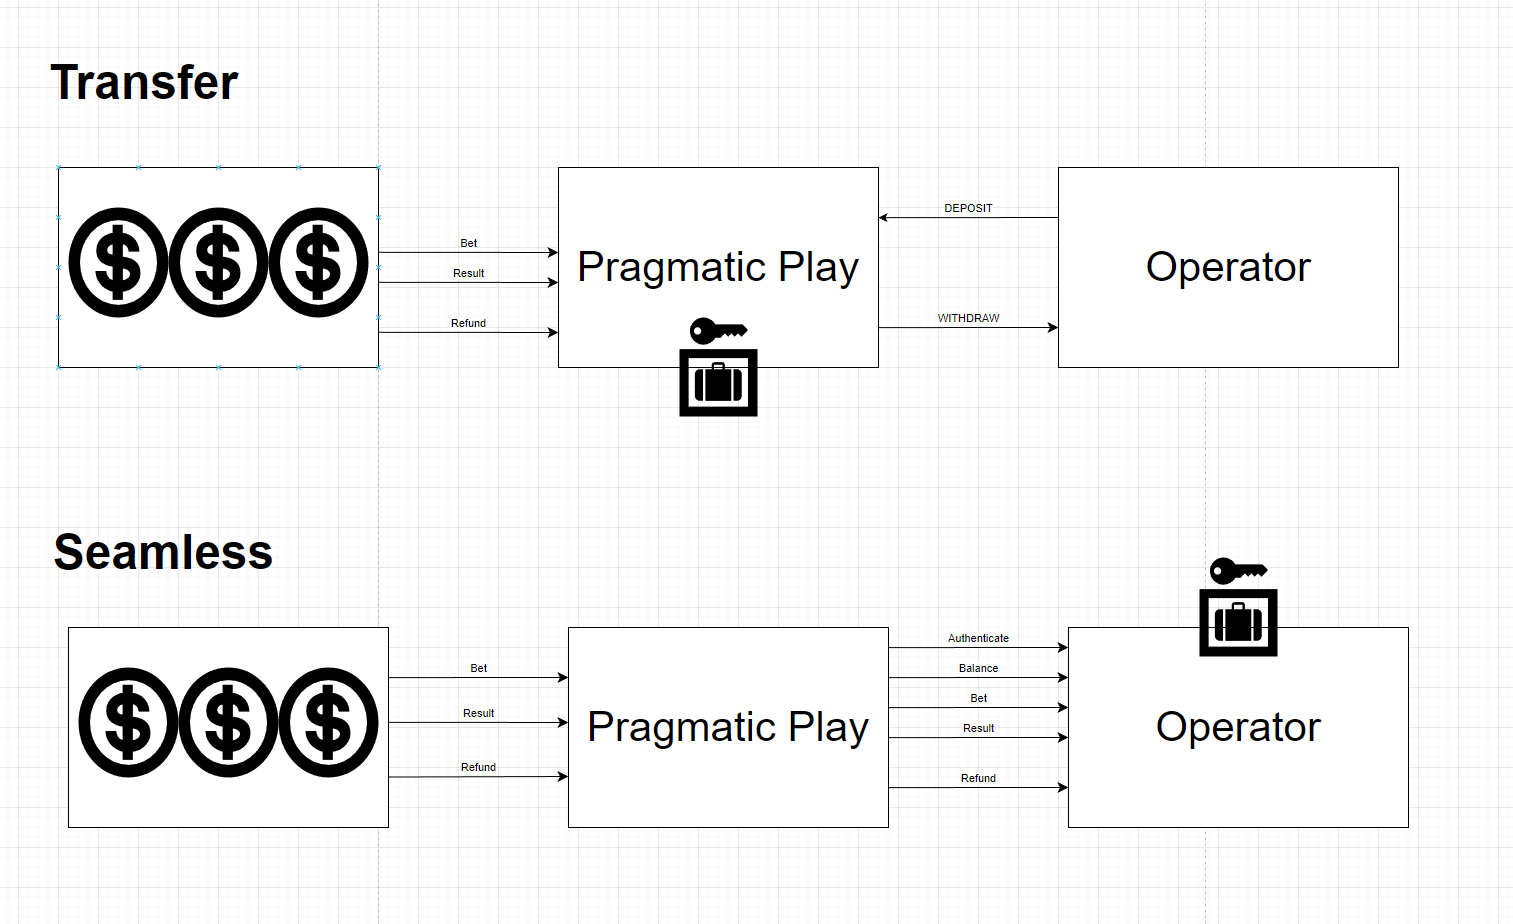 Transfer
Bet
Result
Refund
Pragmatic Play
DEPOSIT
WITHDRAW
Operator
Seamless
Bet
Result
Refund
Pragmatic Play
Authenticate
Balance
Bet
Result
Refund
Operator